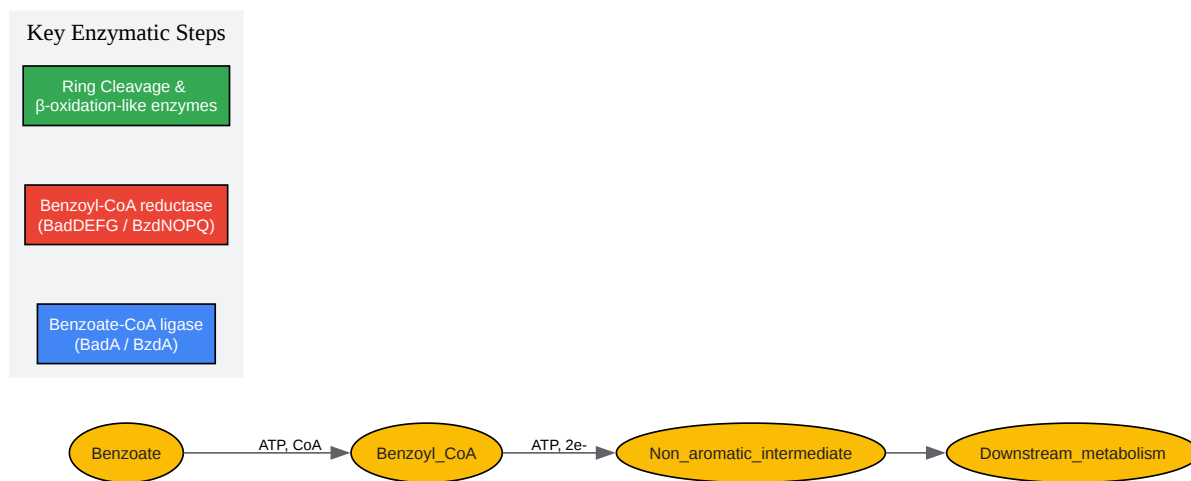 Key Enzymatic Steps
Ring Cleavage &
β-oxidation-like enzymes
Benzoyl-CoA reductase
(BadDEFG / BzdNOPQ)
Benzoate-CoA ligase
(BadA / BzdA)
Benzoate
ATP, CoA
Benzoyl_CoA
ATP, 2e-
Non_aromatic_intermediate
Downstream_metabolism